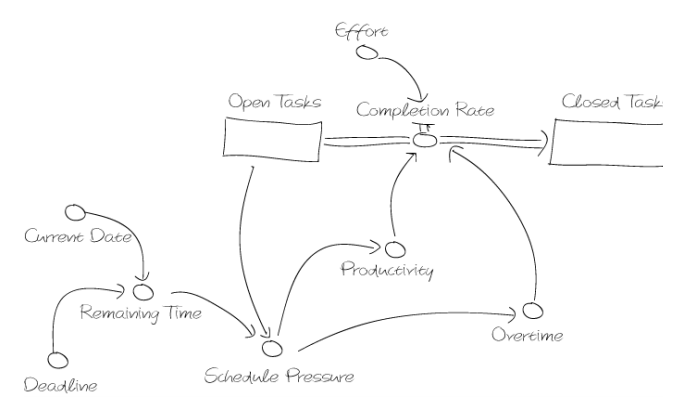 Effort
Open Tasks
Completion Rate
Closed Task
Current Date
Productivity
Remaining Time
Overtime
Schedule Pressure
Deadline